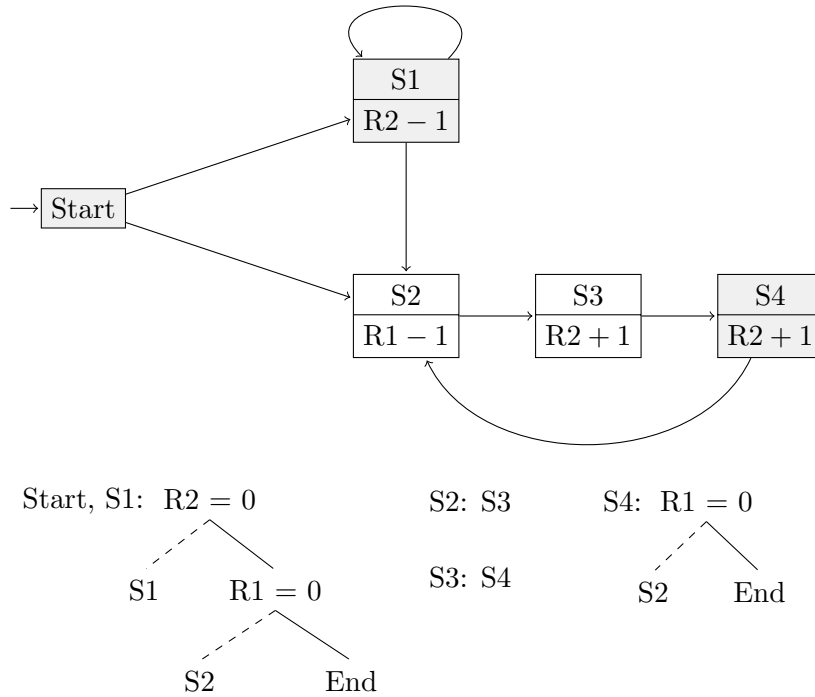 S1
R2 − 1
Start
S2
R1 − 1
S3
R2 + 1
S4
R2 + 1
Start, S1: R2 = 0
S1
R1 = 0
S2
End
S2: S3
S3: S4
S4: R1 = 0
S2
End